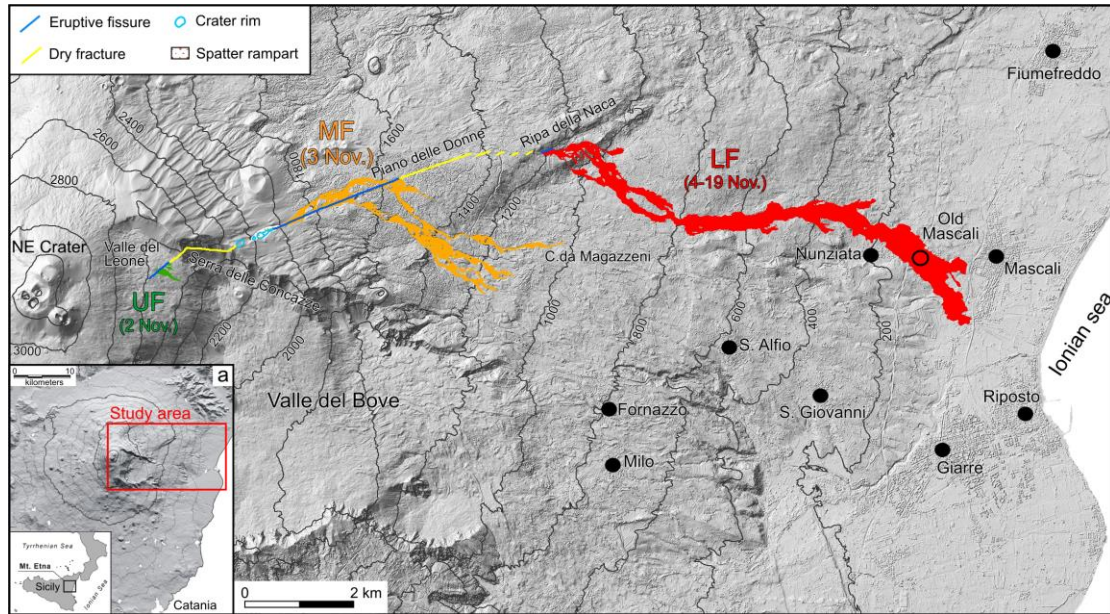 Eruptive fissure
Crater rim
Dry fracture
Spatter rampart
Fiumefreddo
2400
2600
2800
MF
(3 Nov.)
1600
1800
Piano delle Donne
Ripa della Naca
LF
(4-19 Nov.)
1400
1200
NE Crater
Valle del
Leone
Serra delle Concazze
UF
(2 Nov.)
2200
2000
3000
C.da Magazzeni
1000
800
600
400
200
Nunziata
Old
Mascali
Mascali
Ionian sea
S. Alfio
S. Giovanni
Riposto
Fornazzo
Milo
Giarre
Valle del Bove
0
2 km
a
0
10
kilometers
Study area
Tyrrhenian Sea
Mt. Etna
Sicily
Ionian Sea
Catania